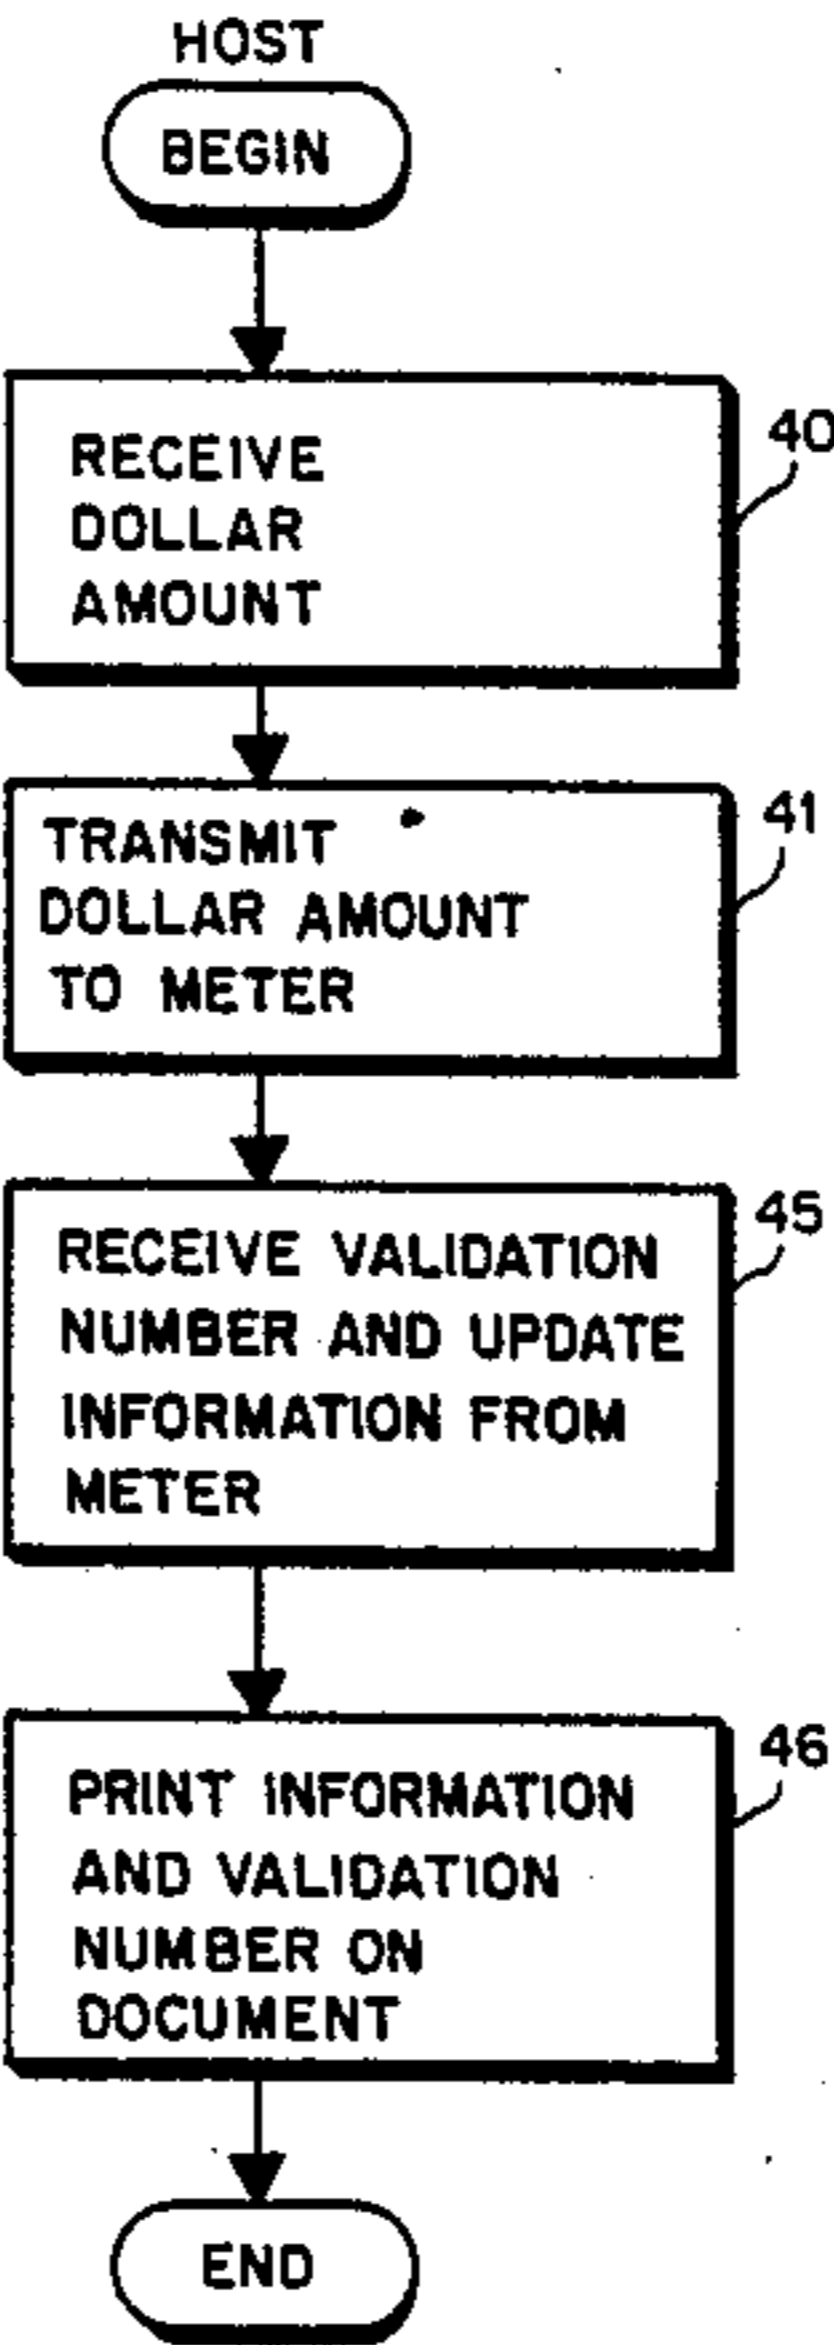 HOST
BEGIN
RECEIVE
DOLLAR
AMOUNT
40
TRANSMIT
DOLLAR AMOUNT
TO METER
41
RECEIVE VALIDATION
NUMBER AND UPDATE
INFORMATION FROM
METER
45
PRINT INFORMATION
AND VALIDATION
NUMBER ON
DOCUMENT
46
END